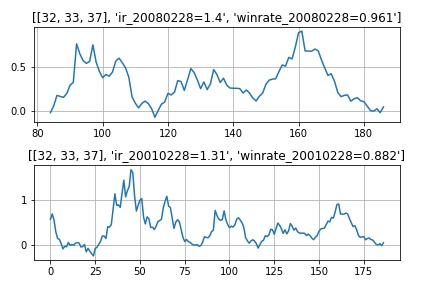 [[32, 33, 37], 'ir_20080228=1.4', 'winrate_20080228=0.961']
0.5
0.0
80 100 120 140 160 180
[[32, 33, 37], 'ir_20010228=1.31', 'winrate_20010228=0.882']
1
0
0 25 50 75 100 125 150 175